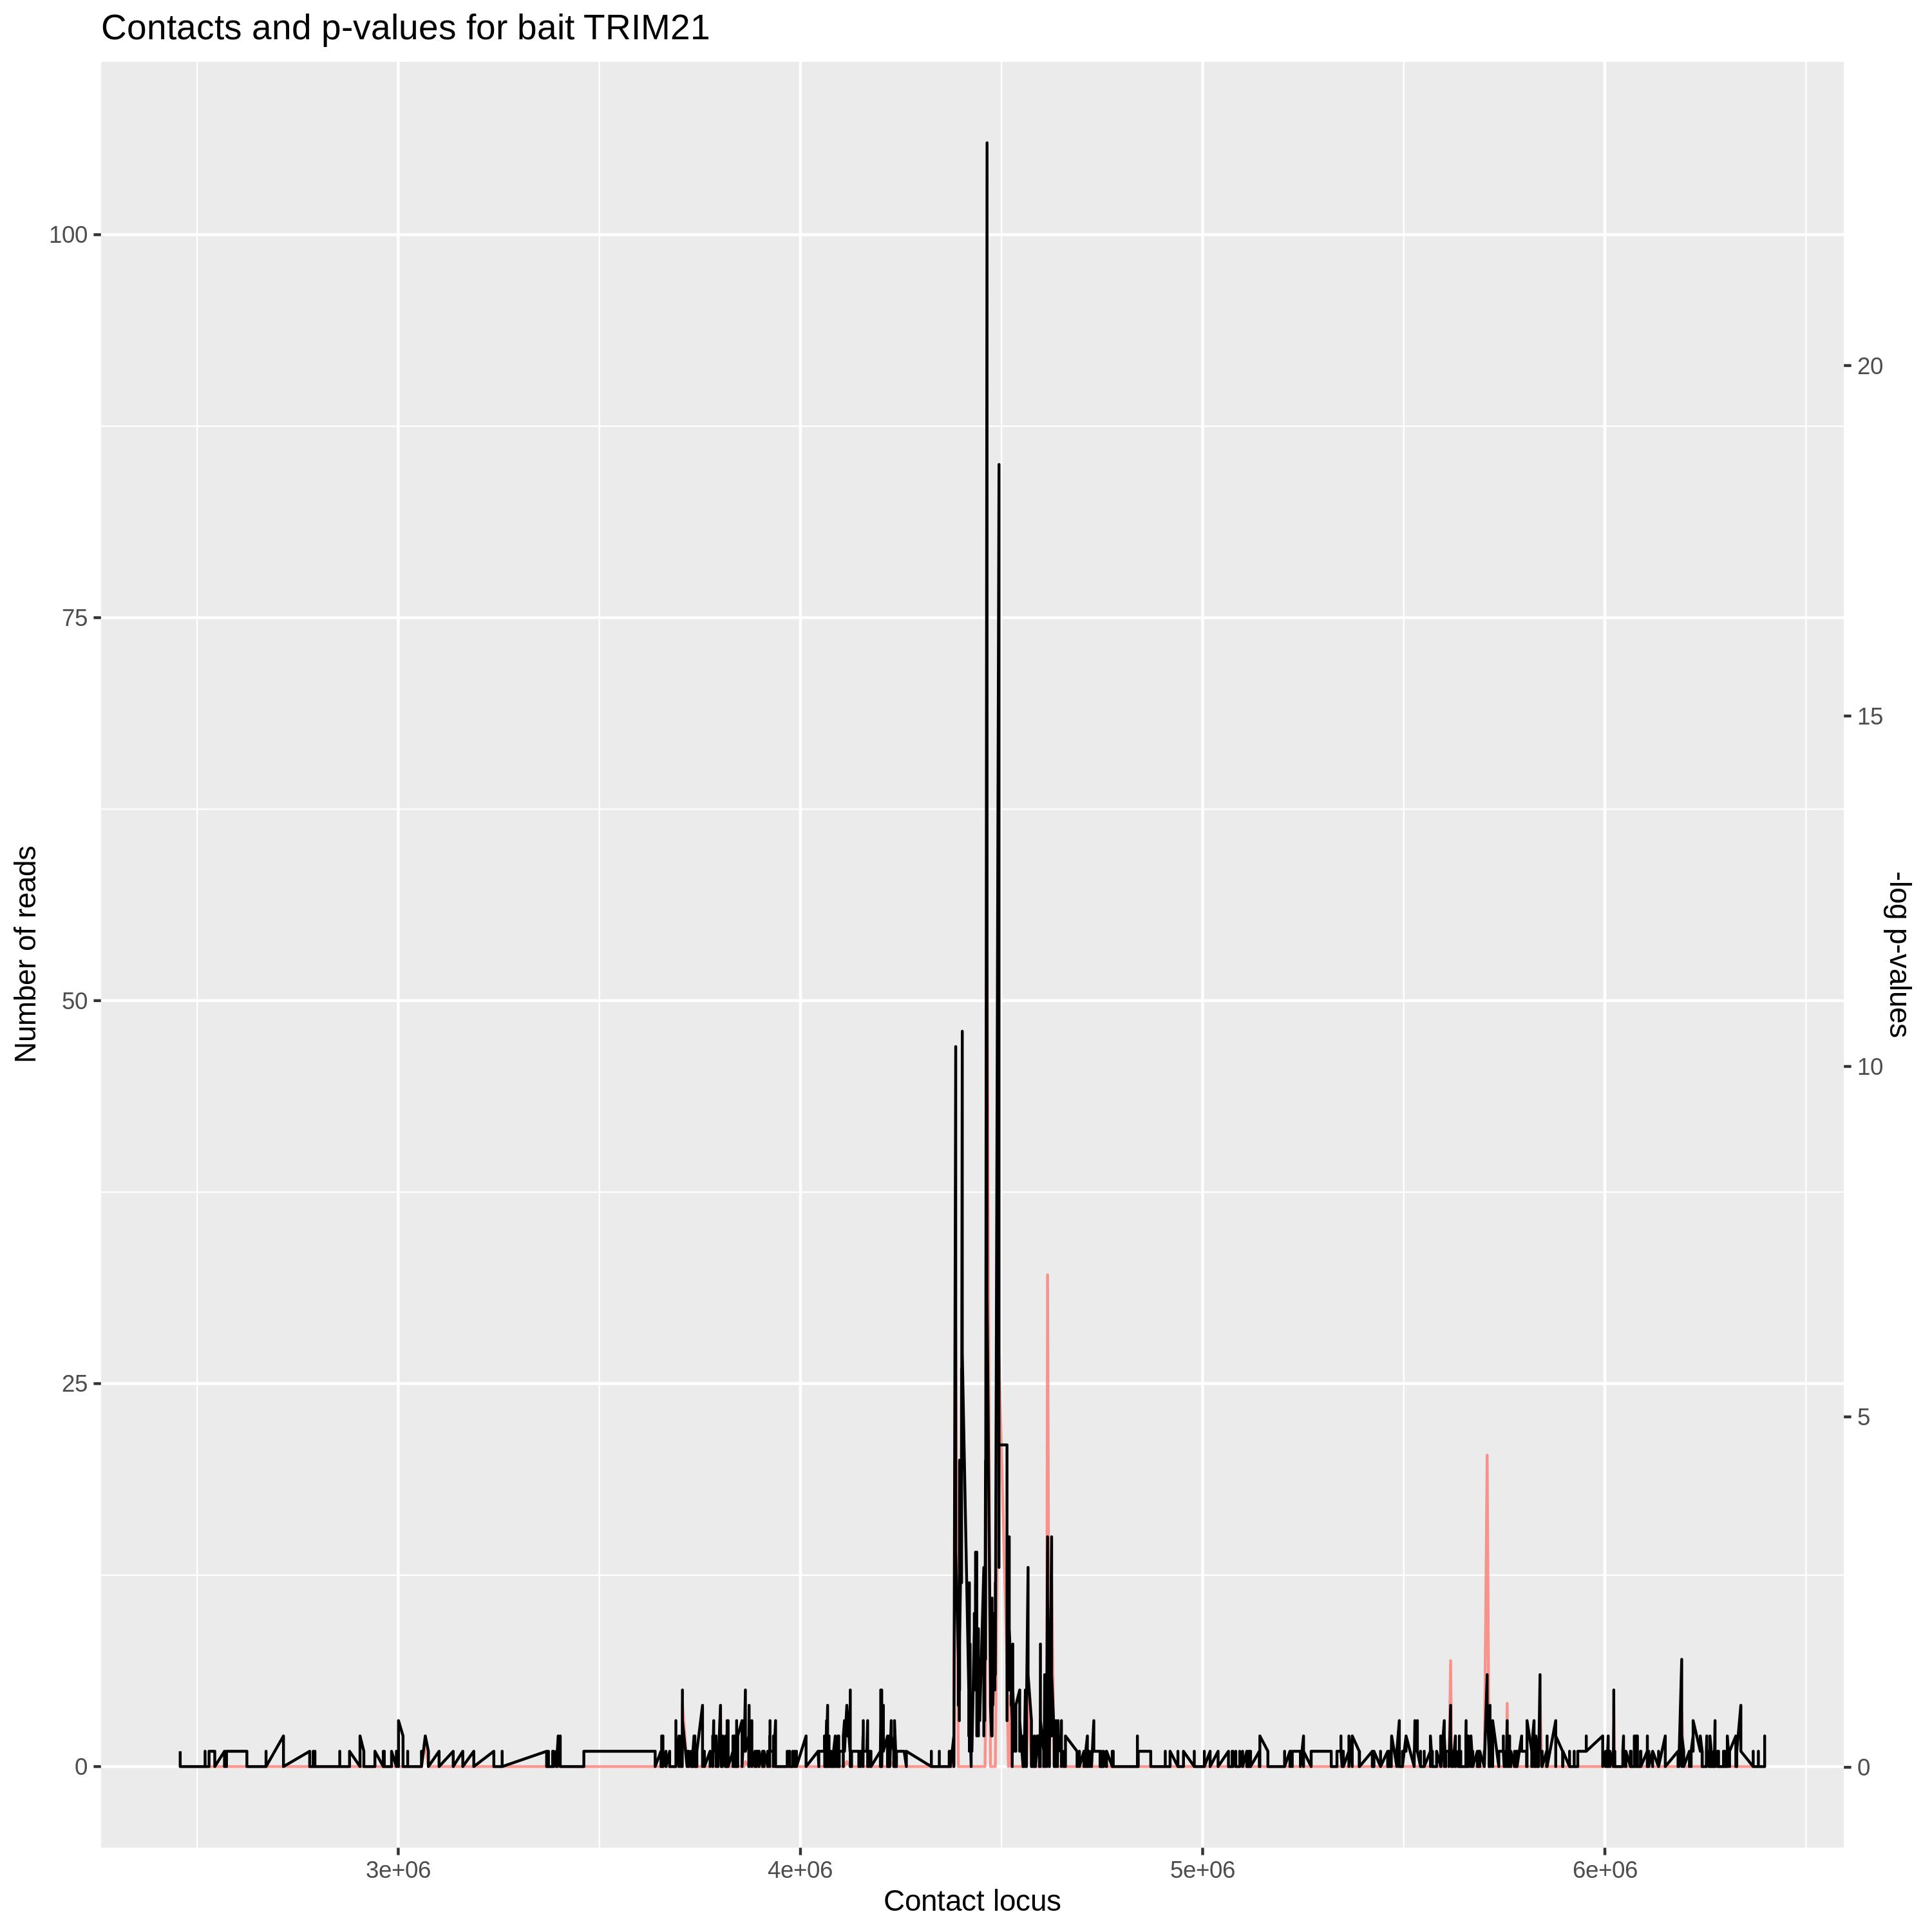 Contacts and p-values for bait TRIM21
100
75
50
25
0
Number of reads
20
15
10
5
0
-log p-values
3e+06
4e+06
5e+06
6e+06
Contact locus